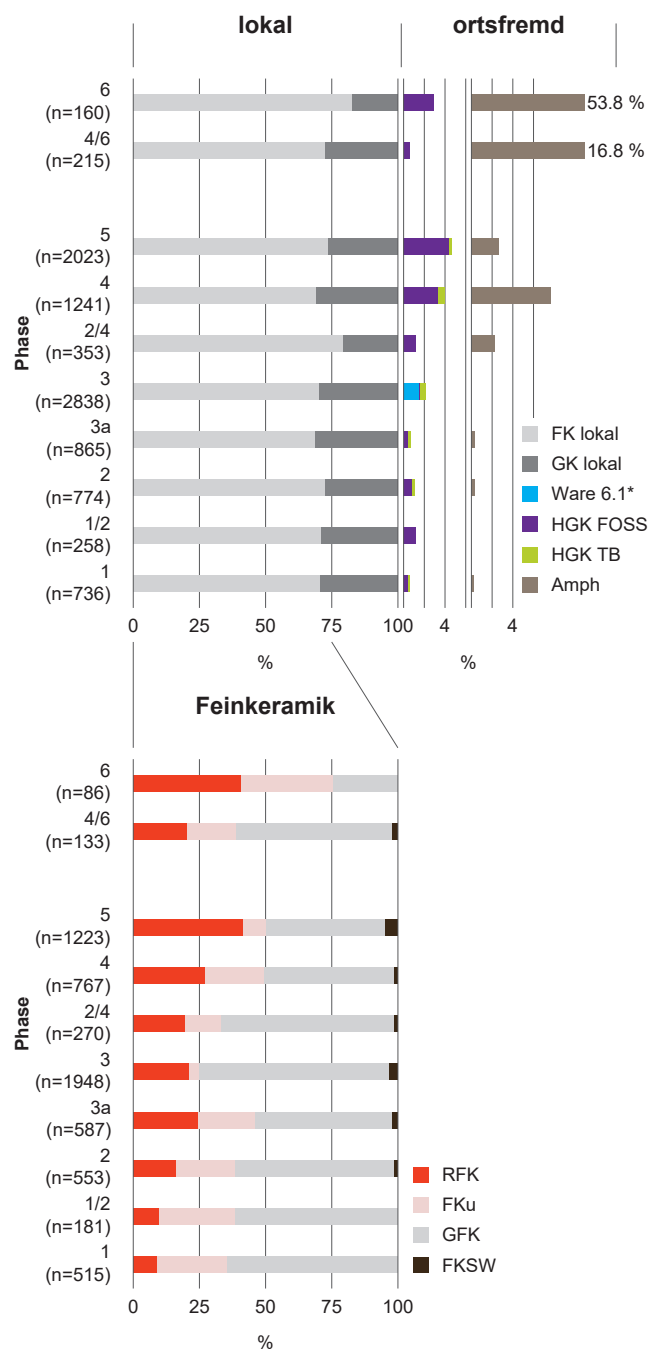 lokal ortsfremd
6
(n=160)
53.8 %
4/6
(n=215)
16.8 %
5
(n=2023)
4
(n=1241)
2/4
(n=353)
3
(n=2838)
3a
(n=865)
2
(n=774)
1/2
(n=258)
1
(n=736)
Phase
FK lokal
GK lokal
Ware 6.1*
HGK FOSS
HGK TB
Amph
0 25 50 75 100 4 4
% %
Feinkeramik
6
(n=86)
4/6
(n=133)
5
(n=1223)
4
(n=767)
2/4
(n=270)
3
(n=1948)
3a
(n=587)
2
(n=553)
1/2
(n=181)
1
(n=515)
Phase
RFK
FKu
GFK
FKSW
0 25 50 75 100
%